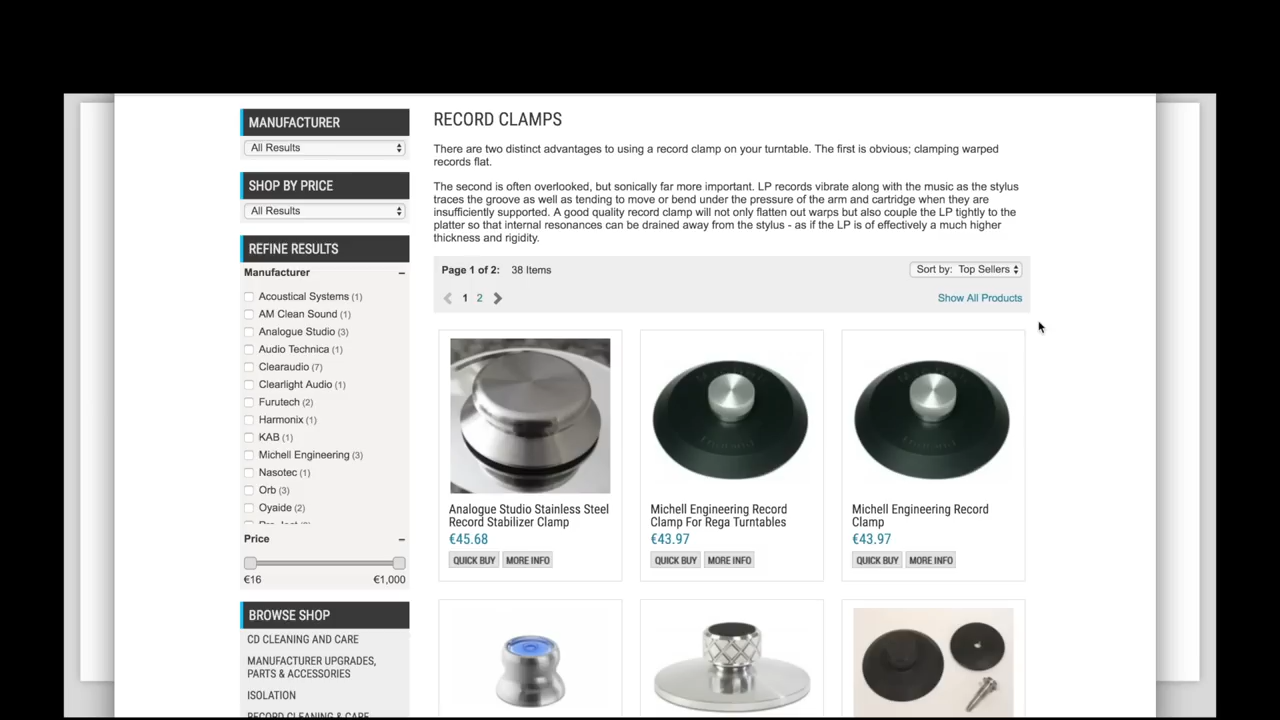 MANUFACTURER
All Results
SHOP BY PRICE
All Results
REFINE RESULTS
Manufacturer
Acoustical Systems (1)
AM Clean Sound (1)
Analogue Studio (3)
Audio Technica (1)
Clearaudio (7)
Clearlight Audio (1)
Furutech (2)
Harmonix (1)
KAB (1)
Michell Engineering (3)
Nasotec (1)
Orb (3)
Oyaide (2)
Price
€16 €1,000
BROWSE SHOP
CD CLEANING AND CARE
MANUFACTURER UPGRADES,
PARTS & ACCESSORIES
ISOLATION
RECORD CLEANING & CARE
RECORD CLAMPS
There are two distinct advantages to using a record clamp on your turntable. The first is obvious; clamping warped
records flat.
The second is often overlooked, but sonically far more important. LP records vibrate along with the music as the stylus
traces the groove as well as tending to move or bend under the pressure of the arm and cartridge when they are
insufficiently supported. A good quality record clamp will not only flatten out warps but also couple the LP tightly to the
platter so that internal resonances can be drained away from the stylus - as if the LP is of effectively a much higher
thickness and rigidity.
Page 1 of 2: 38 Items
Sort by: Top Sellers
1 2
Show All Products
Analogue Studio Stainless Steel
Record Stabilizer Clamp
€45.68
QUICK BUY MORE INFO
Michell Engineering Record
Clamp For Rega Turntables
€43.97
QUICK BUY MORE INFO
Michell Engineering Record
Clamp
€43.97
QUICK BUY MORE INFO